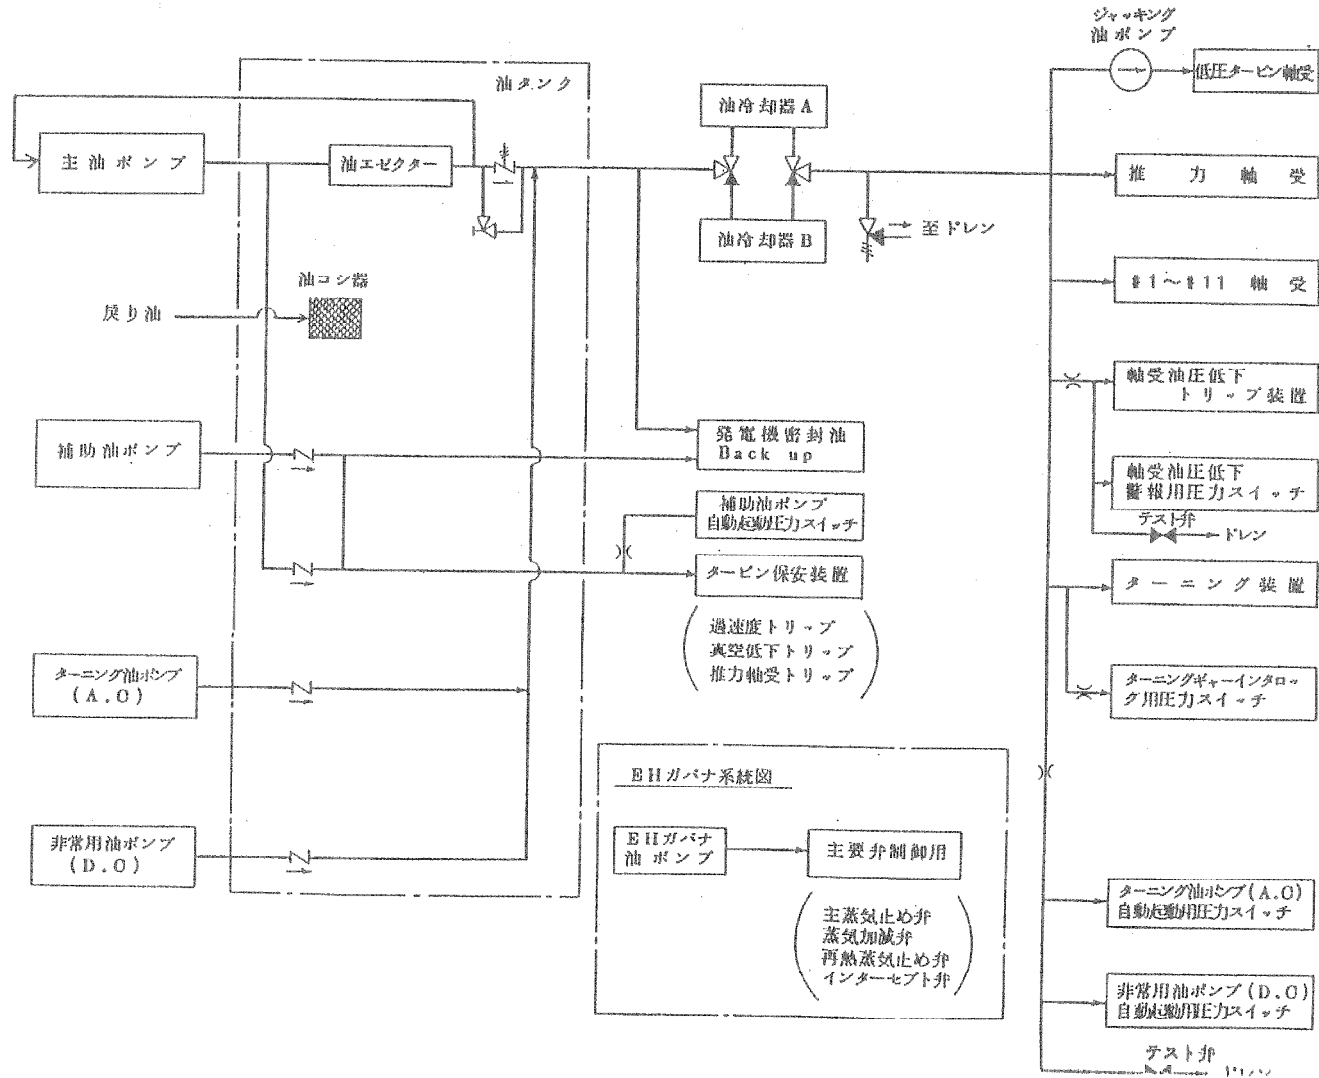 ジャッキング
油ポンプ
低圧タービン軸受
油タンク
油冷却器A
主油ポンプ
油エゼクター
推力軸受
油冷却器B
至ドレン
油コシ器
#1〜#11 軸受
戻り油
軸受油圧低下
トリップ装置
補助油ポンプ
発電機密封油
Back up
軸受油圧低下
警報用圧力スイッチ
補助油ポンプ
自動起動圧力スイッチ
テスト弁
ドレン
タービン保安装置
ターニング装置
過速度トリップ
真空低下トリップ
推力軸受トリップ
ターニング油ポンプ
(A.C)
ターニングギャーインタロッ
ク用圧力スイッチ
EHガバナ系統図
非常用油ポンプ
(D.C)
EHガバナ
油ポンプ
主要弁制御用
主蒸気止め弁
蒸気加減弁
再熱蒸気止め弁
インターセプト弁
ターニング油ポンプ(A.C)
自動起動用圧力スイッチ
非常用油ポンプ(D.C)
自動起動用圧力スイッチ
テスト弁
ドレン